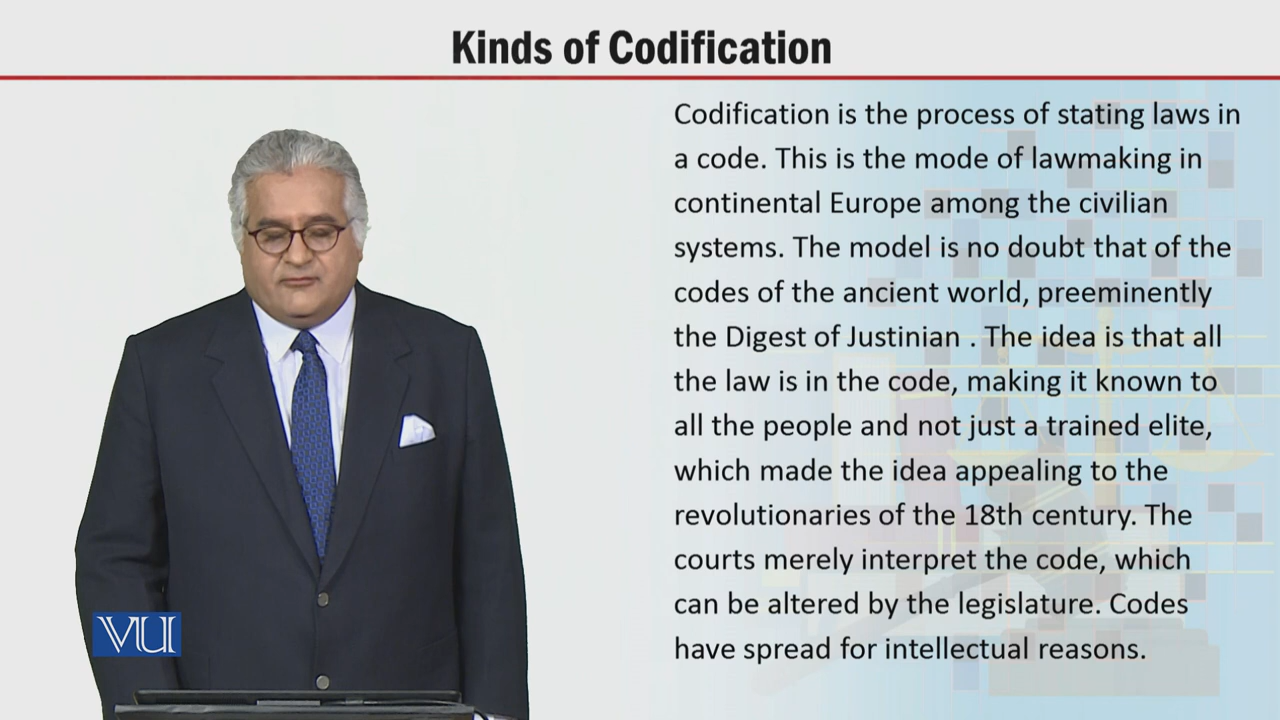 Kinds of Codification
Codification is the process of stating laws in
a code. This is the mode of lawmaking in
continental Europe among the civilian
systems. The model is no doubt that of the
codes of the ancient world, preeminently
the Digest of Justinian . The idea is that all
the law is in the code, making it known to
all the people and not just a trained elite,
which made the idea appealing to the
revolutionaries of the 18th century. The
courts merely interpret the code, which
can be altered by the legislature. Codes
have spread for intellectual reasons.
VU